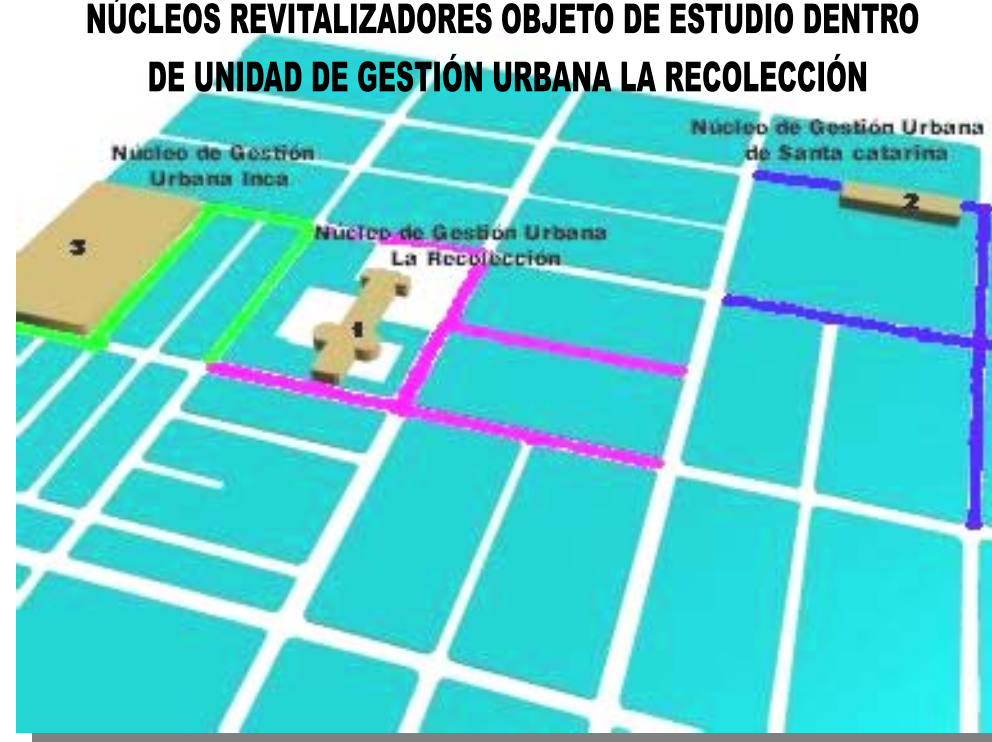 NÚCLEOS REVITALIZADORES OBJETO DE ESTUDIO DENTRO
DE UNIDAD DE GESTIÓN URBANA LA RECOLECCIÓN
Núcleo de Gestión Urbana
de Santa catarina
Núcleo de Gestión
Urbana Inca
2
Núcleo de Gestión Urbana
La Recolección
3
1